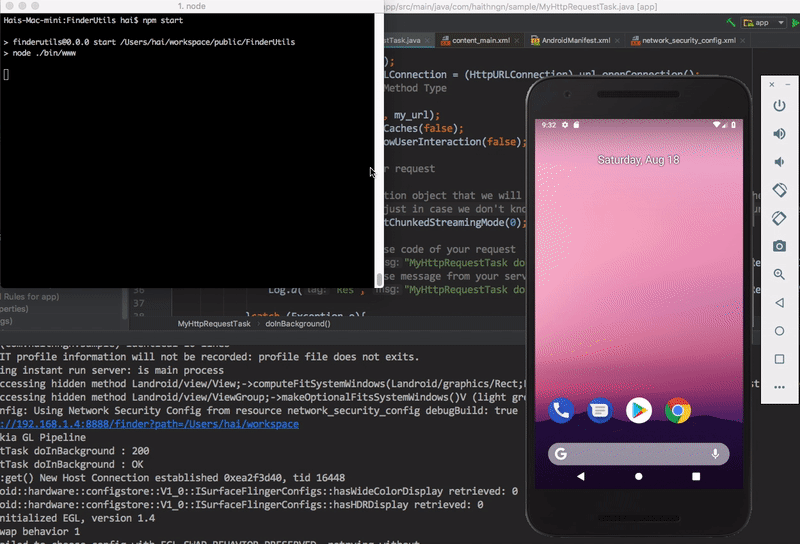 1. node
app/src/main/java/com/haithngn/sample/MyHttpRequestTask.java [app]
Hais-Mac-mini:FinderUtils hai$ npm start
> finderutils@0.0.0 start /Users/hai/workspace/public/FinderUtils
> node ./bin/www
app
estTask.java
content_main.xml
AndroidManifest.xml
network_security_config.xml
);
LConnection = (HttpURLConnection) url.openConnection();
Method Type
, my_url);
Caches(false);
owUserInteraction(false);
r request
tion object that we will
just in case we don't kno
tChunkedStreamingMode(0);
se code of your request
msg: "MyHttpRequestTask do
se message from your serv
36
Log.d( tag: "Res", msg: "MyHttpRequestTask do
37
38
}catch (Exception e){
Rules for app)
perties)
gs)
MyHttpRequestTask
doInBackground()
9:32
Saturday, Aug 18
G
IT profile information will not be recorded: profile file does not exits.
ing instant run server: is main process
ccessing hidden method Landroid/view/View;->computeFitSystemWindows(Landroid/graphics/Rect;
ccessing hidden method Landroid/view/ViewGroup;->makeOptionalFitsSystemWindows()V (light gre
nfig: Using Network Security Config from resource network_security_config debugBuild: true
://192.168.1.4:8888/finder?path=/Users/hai/workspace
kia GL Pipeline
tTask doInBackground : 200
tTask doInBackground : OK
:get() New Host Connection established 0xea2f3d40, tid 16448
oid::hardware::configstore::V1_0::ISurfaceFlingerConfigs::hasWideColorDisplay retrieved: 0
oid::hardware::configstore::V1_0::ISurfaceFlingerConfigs::hasHDRDisplay retrieved: 0
nitialized EGL, version 1.4
wap behavior 1